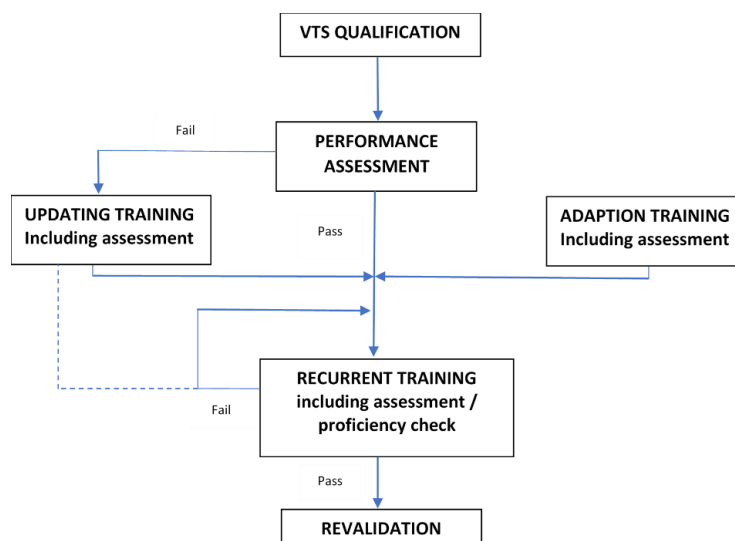 VTS QUALIFICATION
Fail
PERFORMANCE
ASSESSMENT
UPDATING TRAINING
Including assessment
Pass
ADAPTION TRAINING
Including assessment
RECURRENT TRAINING
including assessment /
proficiency check
Fail
Pass
REVALIDATION